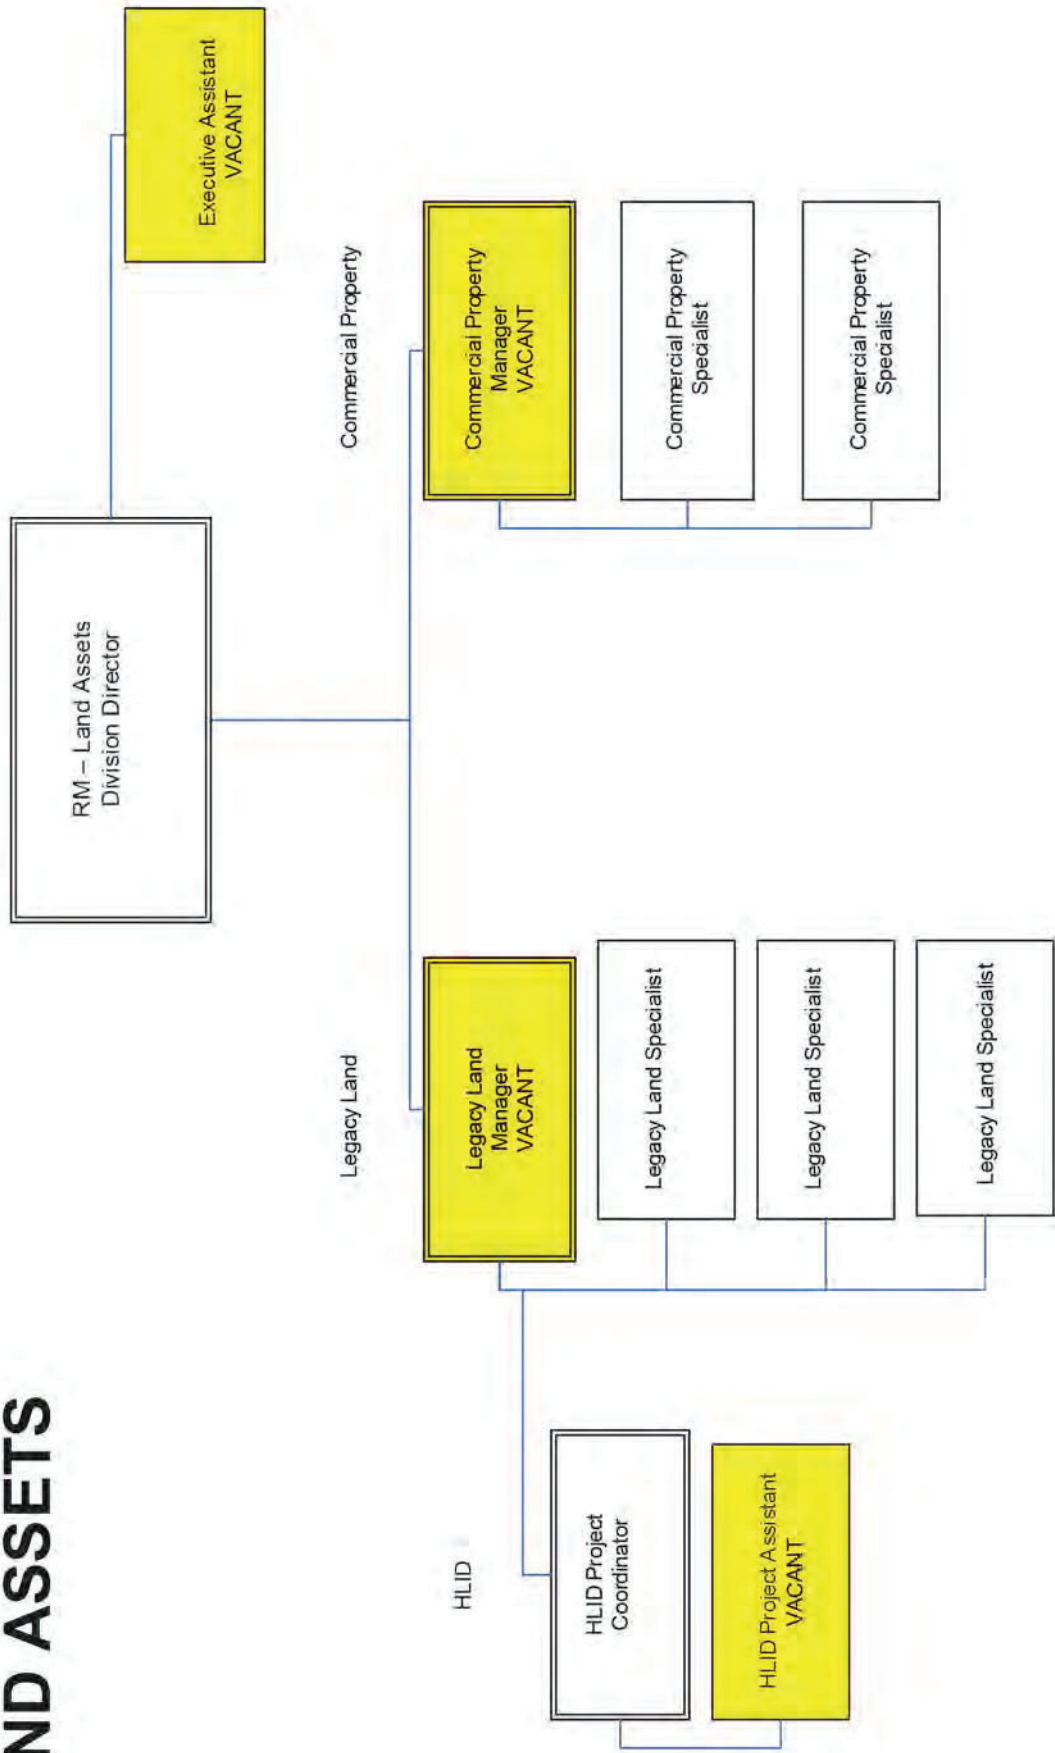 ND ASSETS
RM – Land Assets
Division Director
Executive Assistant
VACANT
HLID
Legacy Land
Commercial Property
HLID Project
Coordinator
HLID Project Assistant
VACANT
Legacy Land
Manager
VACANT
Legacy Land Specialist
Legacy Land Specialist
Legacy Land Specialist
Commercial Property
Manager
VACANT
Commercial Property
Specialist
Commercial Property
Specialist